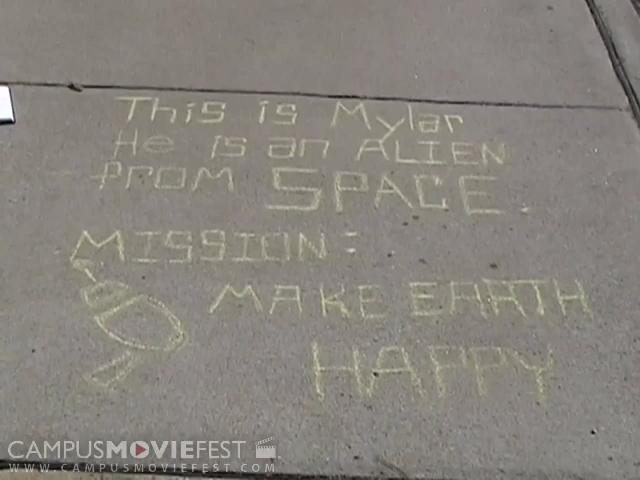 This is Mylar
He is an ALIEN
from SPACE.
MISSION:
MAKE EARTH
HAPPY
CAMPUSMOVIEFEST
WWW.CAMPUSMOVIEFEST.COM